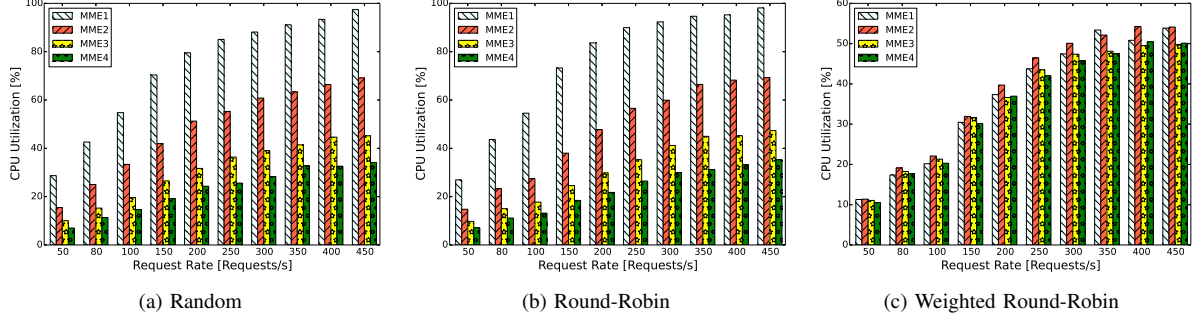 CPU Utilization [%]
100
80
60
40
20
0
MME1
MME2
MME3
MME4
50 80 100 150 200 250 300 350 400 450
Request Rate [Requests/s]
(a) Random
CPU Utilization [%]
100
80
60
40
20
0
MME1
MME2
MME3
MME4
50 80 100 150 200 250 300 350 400 450
Request Rate [Requests/s]
(b) Round-Robin
CPU Utilization [%]
60
50
40
30
20
10
0
MME1
MME2
MME3
MME4
50 80 100 150 200 250 300 350 400 450
Request Rate [Requests/s]
(c) Weighted Round-Robin